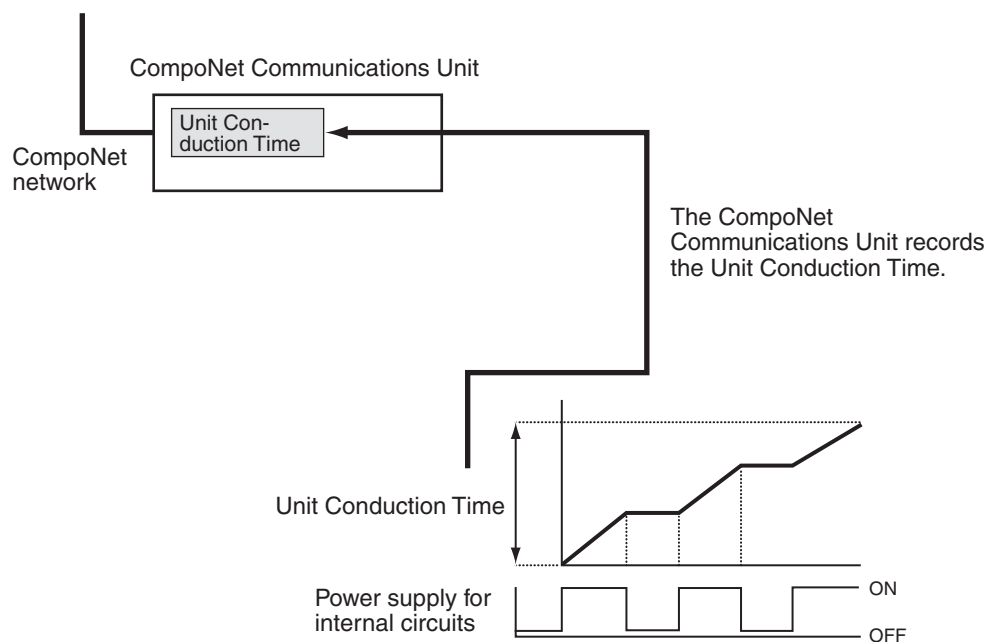 CompoNet Communications Unit
Unit Con-
duction Time
CompoNet
network
The CompoNet
Communications Unit records
the Unit Conduction Time.
Unit Conduction Time
Power supply for
internal circuits
ON
OFF